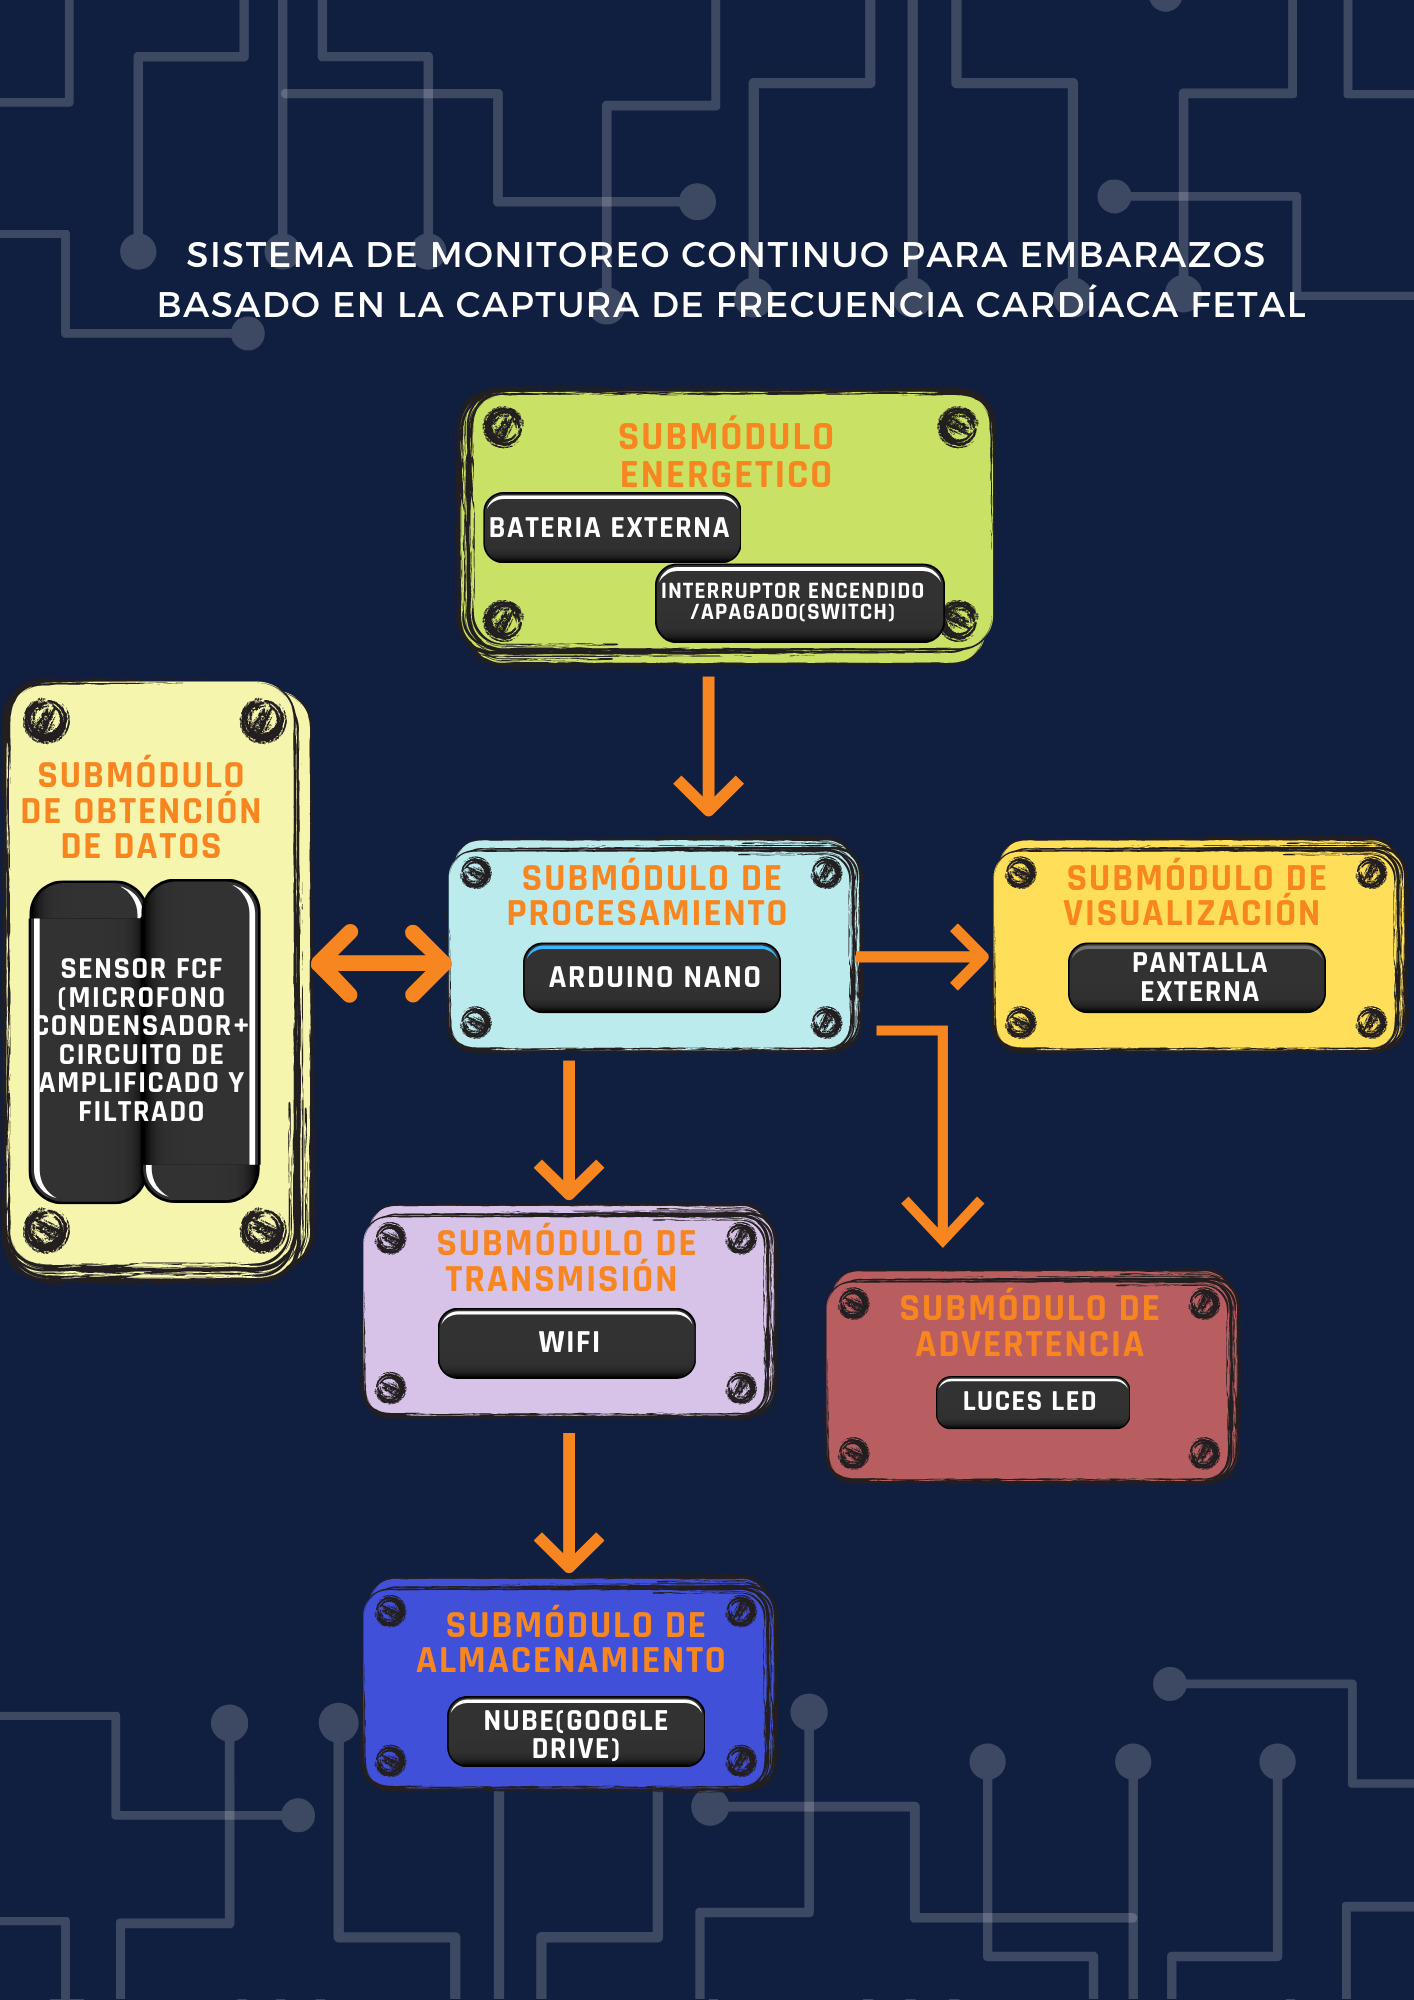 SISTEMA DE MONITOREO CONTINUO PARA EMBARAZOS
BASADO EN LA CAPTURA DE FRECUENCIA CARDÍACA FETAL
SUBMÓDULO
ENERGETICO
BATERIA EXTERNA
INTERRUPTOR ENCENDIDO
/APAGADO(SWITCH)
SUBMÓDULO
DE OBTENCIÓN
DE DATOS
SENSOR FCF
(MICROFONO
CONDENSADOR+
CIRCUITO DE
AMPLIFICADO Y
FILTRADO
SUBMÓDULO DE
PROCESAMIENTO
ARDUINO NANO
SUBMÓDULO DE
VISUALIZACIÓN
PANTALLA
EXTERNA
SUBMÓDULO DE
TRANSMISIÓN
WIFI
SUBMÓDULO DE
ADVERTENCIA
LUCES LED
SUBMÓDULO DE
ALMACENAMIENTO
NUBE(GOOGLE
DRIVE)